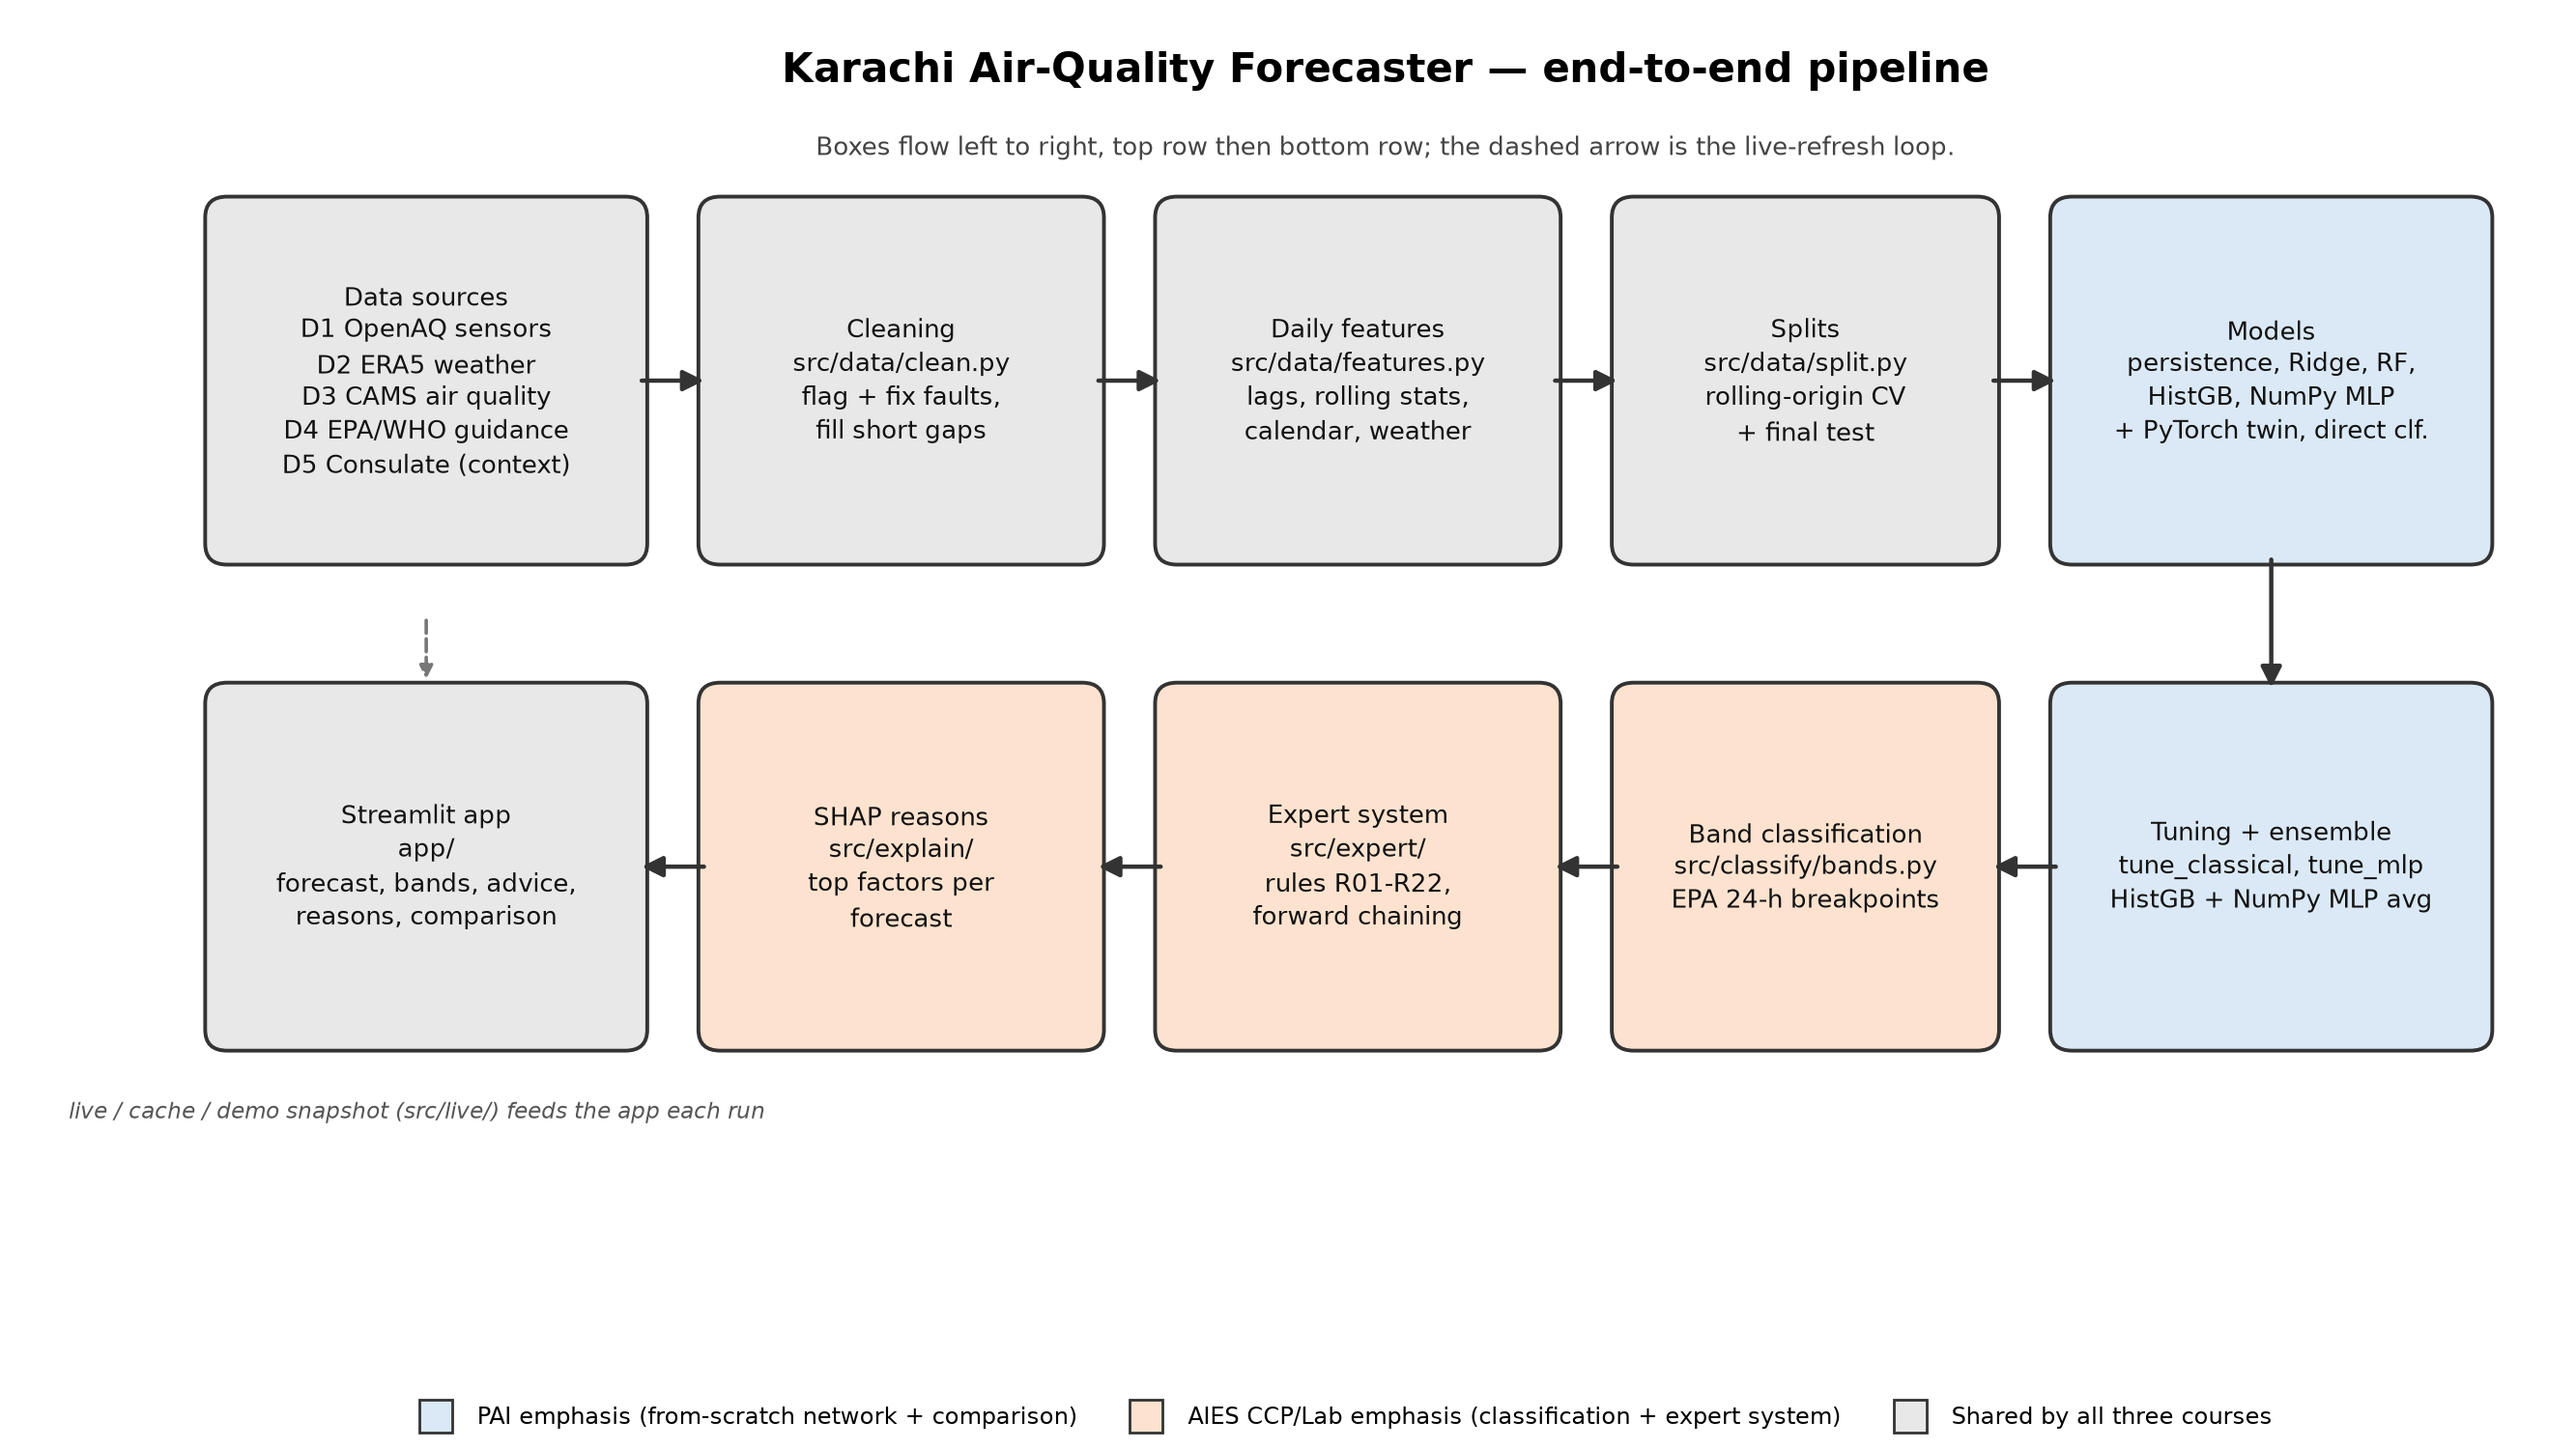 Karachi Air-Quality Forecaster — end-to-end pipeline
Boxes flow left to right, top row then bottom row; the dashed arrow is the live-refresh loop.
Data sources
D1 OpenAQ sensors
D2 ERA5 weather
D3 CAMS air quality
D4 EPA/WHO guidance
D5 Consulate (context)
Cleaning
src/data/clean.py
flag + fix faults,
fill short gaps
Daily features
src/data/features.py
lags, rolling stats,
calendar, weather
Splits
src/data/split.py
rolling-origin CV
+ final test
Models
persistence, Ridge, RF,
HistGB, NumPy MLP
+ PyTorch twin, direct clf.
Streamlit app
app/
forecast, bands, advice,
reasons, comparison
SHAP reasons
src/explain/
top factors per
forecast
Expert system
src/expert/
rules R01-R22,
forward chaining
Band classification
src/classify/bands.py
EPA 24-h breakpoints
Tuning + ensemble
tune_classical, tune_mlp
HistGB + NumPy MLP avg
live / cache / demo snapshot (src/live/) feeds the app each run
PAI emphasis (from-scratch network + comparison)
AIES CCP/Lab emphasis (classification + expert system)
Shared by all three courses